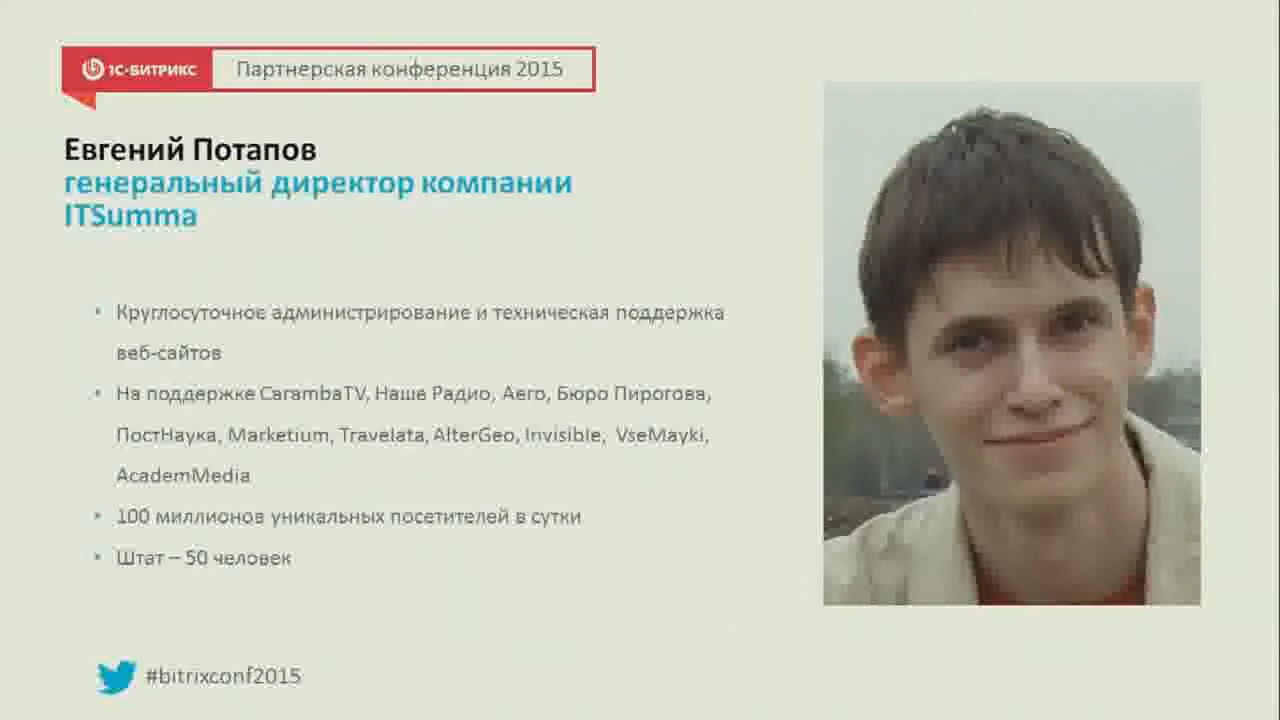 1С-БИТРИКС Партнерская конференция 2015
Евгений Потапов
генеральный директор компании
ITSumma
• Круглосуточное администрирование и техническая поддержка
веб-сайтов
• На поддержке CarambaTV, Наше Радио, Aero, Бюро Пирогова,
ПостНаука, Marketium, Travelata, AlterGeo, Invisible, VseMayki,
AcademMedia
• 100 миллионов уникальных посетителей в сутки
• Штат – 50 человек
#bitrixconf2015